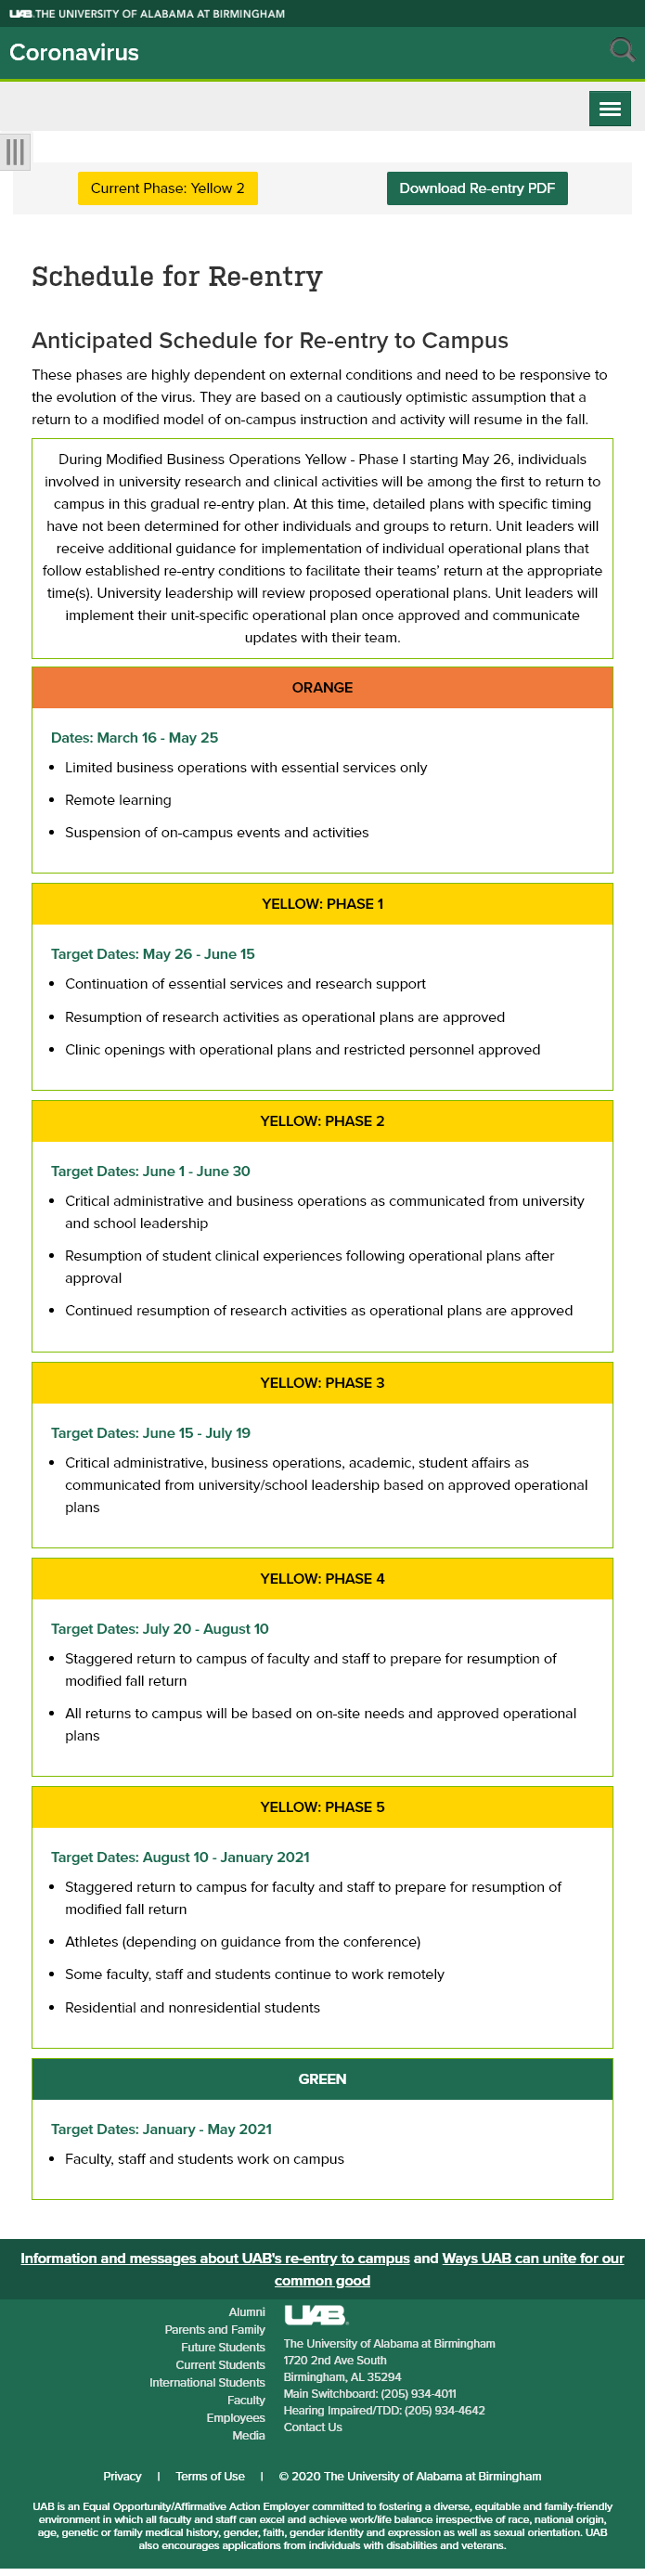 UAB THE UNIVERSITY OF ALABAMA AT BIRMINGHAM
Coronavirus
Current Phase: Yellow 2
Download Re-entry PDF
Schedule for Re-entry
Anticipated Schedule for Re-entry to Campus
These phases are highly dependent on external conditions and need to be responsive to
the evolution of the virus. They are based on a cautiously optimistic assumption that a
return to a modified model of on-campus instruction and activity will resume in the fall.
During Modified Business Operations Yellow - Phase I starting May 26, individuals
involved in university research and clinical activities will be among the first to return to
campus in this gradual re-entry plan. At this time, detailed plans with specific timing
have not been determined for other individuals and groups to return. Unit leaders will
receive additional guidance for implementation of individual operational plans that
follow established re-entry conditions to facilitate their teams’ return at the appropriate
time(s). University leadership will review proposed operational plans. Unit leaders will
implement their unit-specific operational plan once approved and communicate
updates with their team.
ORANGE
Dates: March 16 - May 25
• Limited business operations with essential services only
• Remote learning
• Suspension of on-campus events and activities
YELLOW: PHASE 1
Target Dates: May 26 - June 15
• Continuation of essential services and research support
• Resumption of research activities as operational plans are approved
• Clinic openings with operational plans and restricted personnel approved
YELLOW: PHASE 2
Target Dates: June 1 - June 30
• Critical administrative and business operations as communicated from university
and school leadership
• Resumption of student clinical experiences following operational plans after
approval
• Continued resumption of research activities as operational plans are approved
YELLOW: PHASE 3
Target Dates: June 15 - July 19
• Critical administrative, business operations, academic, student affairs as
communicated from university/school leadership based on approved operational
plans
YELLOW: PHASE 4
Target Dates: July 20 - August 10
• Staggered return to campus of faculty and staff to prepare for resumption of
modified fall return
• All returns to campus will be based on on-site needs and approved operational
plans
YELLOW: PHASE 5
Target Dates: August 10 - January 2021
• Staggered return to campus for faculty and staff to prepare for resumption of
modified fall return
• Athletes (depending on guidance from the conference)
• Some faculty, staff and students continue to work remotely
• Residential and nonresidential students
GREEN
Target Dates: January - May 2021
• Faculty, staff and students work on campus
Information and messages about UAB's re-entry to campus and Ways UAB can unite for our
common good
Alumni
Parents and Family
Future Students
Current Students
International Students
Faculty
Employees
Media
UAB
The University of Alabama at Birmingham
1720 2nd Ave South
Birmingham, AL 35294
Main Switchboard: (205) 934-4011
Hearing Impaired/TDD: (205) 934-4642
Contact Us
Privacy | Terms of Use | © 2020 The University of Alabama at Birmingham
UAB is an Equal Opportunity/Affirmative Action Employer committed to fostering a diverse, equitable and family-friendly
environment in which all faculty and staff can excel and achieve work/life balance irrespective of race, national origin,
age, genetic or family medical history, gender, faith, gender identity and expression as well as sexual orientation. UAB
also encourages applications from individuals with disabilities and veterans.